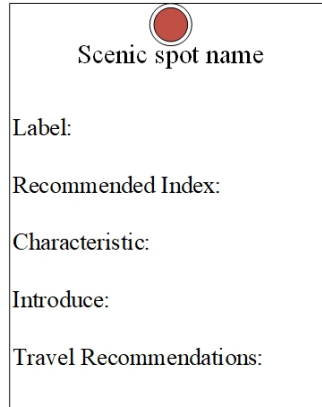 Scenic spot name
Label:
Recommended Index:
Characteristic:
Introduce:
Travel Recommendations: